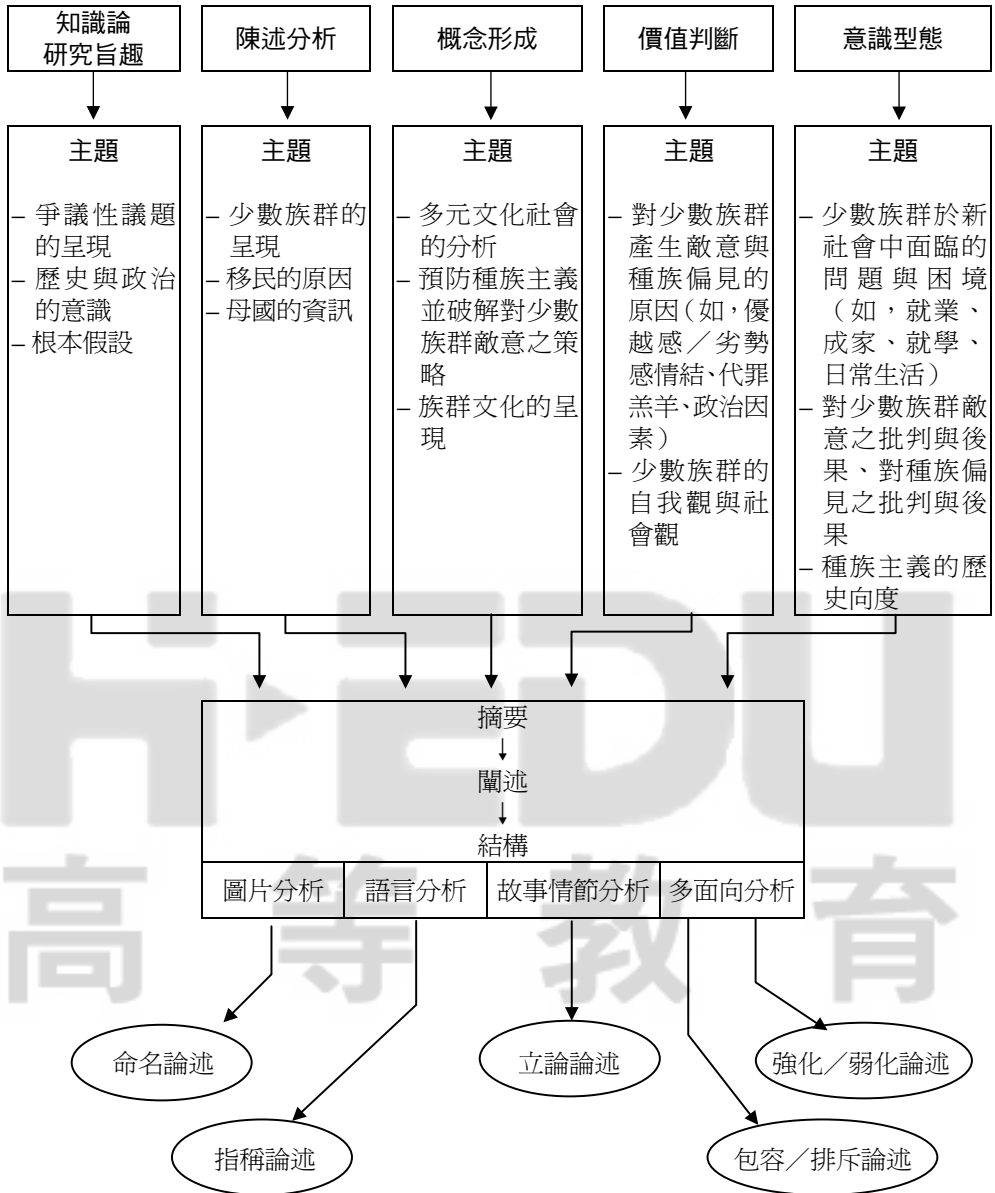 知識論
研究旨趣
陳述分析
概念形成
價值判斷
意識型態
主題
– 爭議性議題
的呈現
– 歷史與政治
的意識
– 根本假設
主題
– 少數族群的
呈現
– 移民的原因
– 母國的資訊
主題
– 多元文化社會
的分析
– 預防種族主義
並破解對少數
族群敵意之策
略
– 族群文化的呈
現
主題
– 對少數族群
產生敵意與
種族偏見的
原因（如，優
越感／劣勢
感情結、代罪
羔羊、政治因
素）
– 少數族群的
自我觀與社
會觀
主題
– 少數族群於新
社會中面臨的
問題與困境
（如，就業、
成家、就學、
日常生活）
– 對少數族群敵
意之批判與後
果、對種族偏
見之批判與後
果
– 種族主義的歷
史向度
摘要
闡述
結構
圖片分析
語言分析
故事情節分析
多面向分析
命名論述
立論論述
強化／弱化論述
指稱論述
包容／排斥論述
H·EDU
高等教育